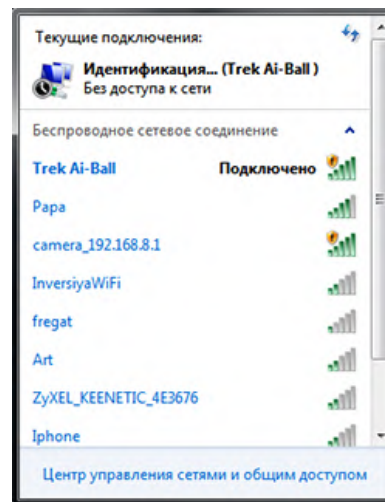 Текущие подключения:
Идентификация... (Trek Ai-Ball )
Без доступа к сети
Беспроводное сетевое соединение
Trek Ai-Ball Подключено
Papa
camera_192.168.8.1
InversiyaWiFi
fregat
Art
ZyXEL_KEENETIC_4E3676
Iphone
Центр управления сетями и общим доступом